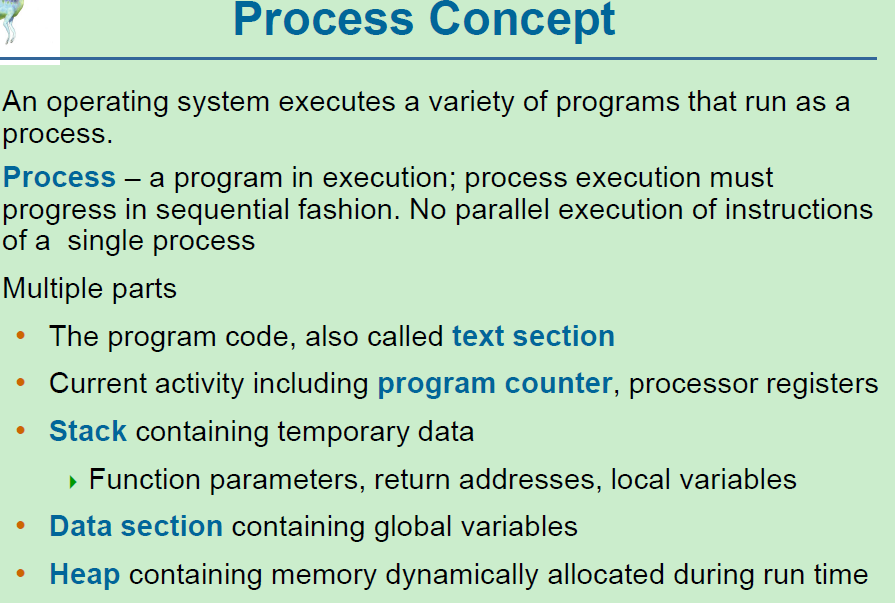 Process Concept
An operating system executes a variety of programs that run as a
process.
Process – a program in execution; process execution must
progress in sequential fashion. No parallel execution of instructions
of a  single process
Multiple parts
• The program code, also called text section
• Current activity including program counter, processor registers
• Stack containing temporary data
Function parameters, return addresses, local variables
• Data section containing global variables
• Heap containing memory dynamically allocated during run time